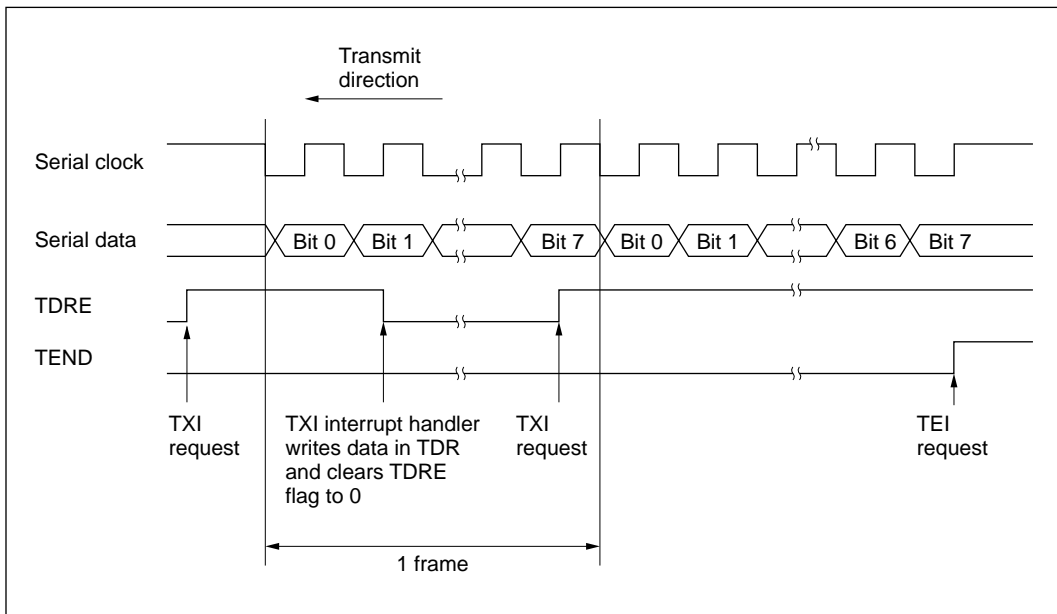 Transmit
direction
Serial clock
Serial data
Bit 0
Bit 1
Bit 7
Bit 0
Bit 1
Bit 6
Bit 7
TDRE
TEND
TXI
request
TXI interrupt handler
writes data in TDR
and clears TDRE
flag to 0
TXI
request
TEI
request
1 frame